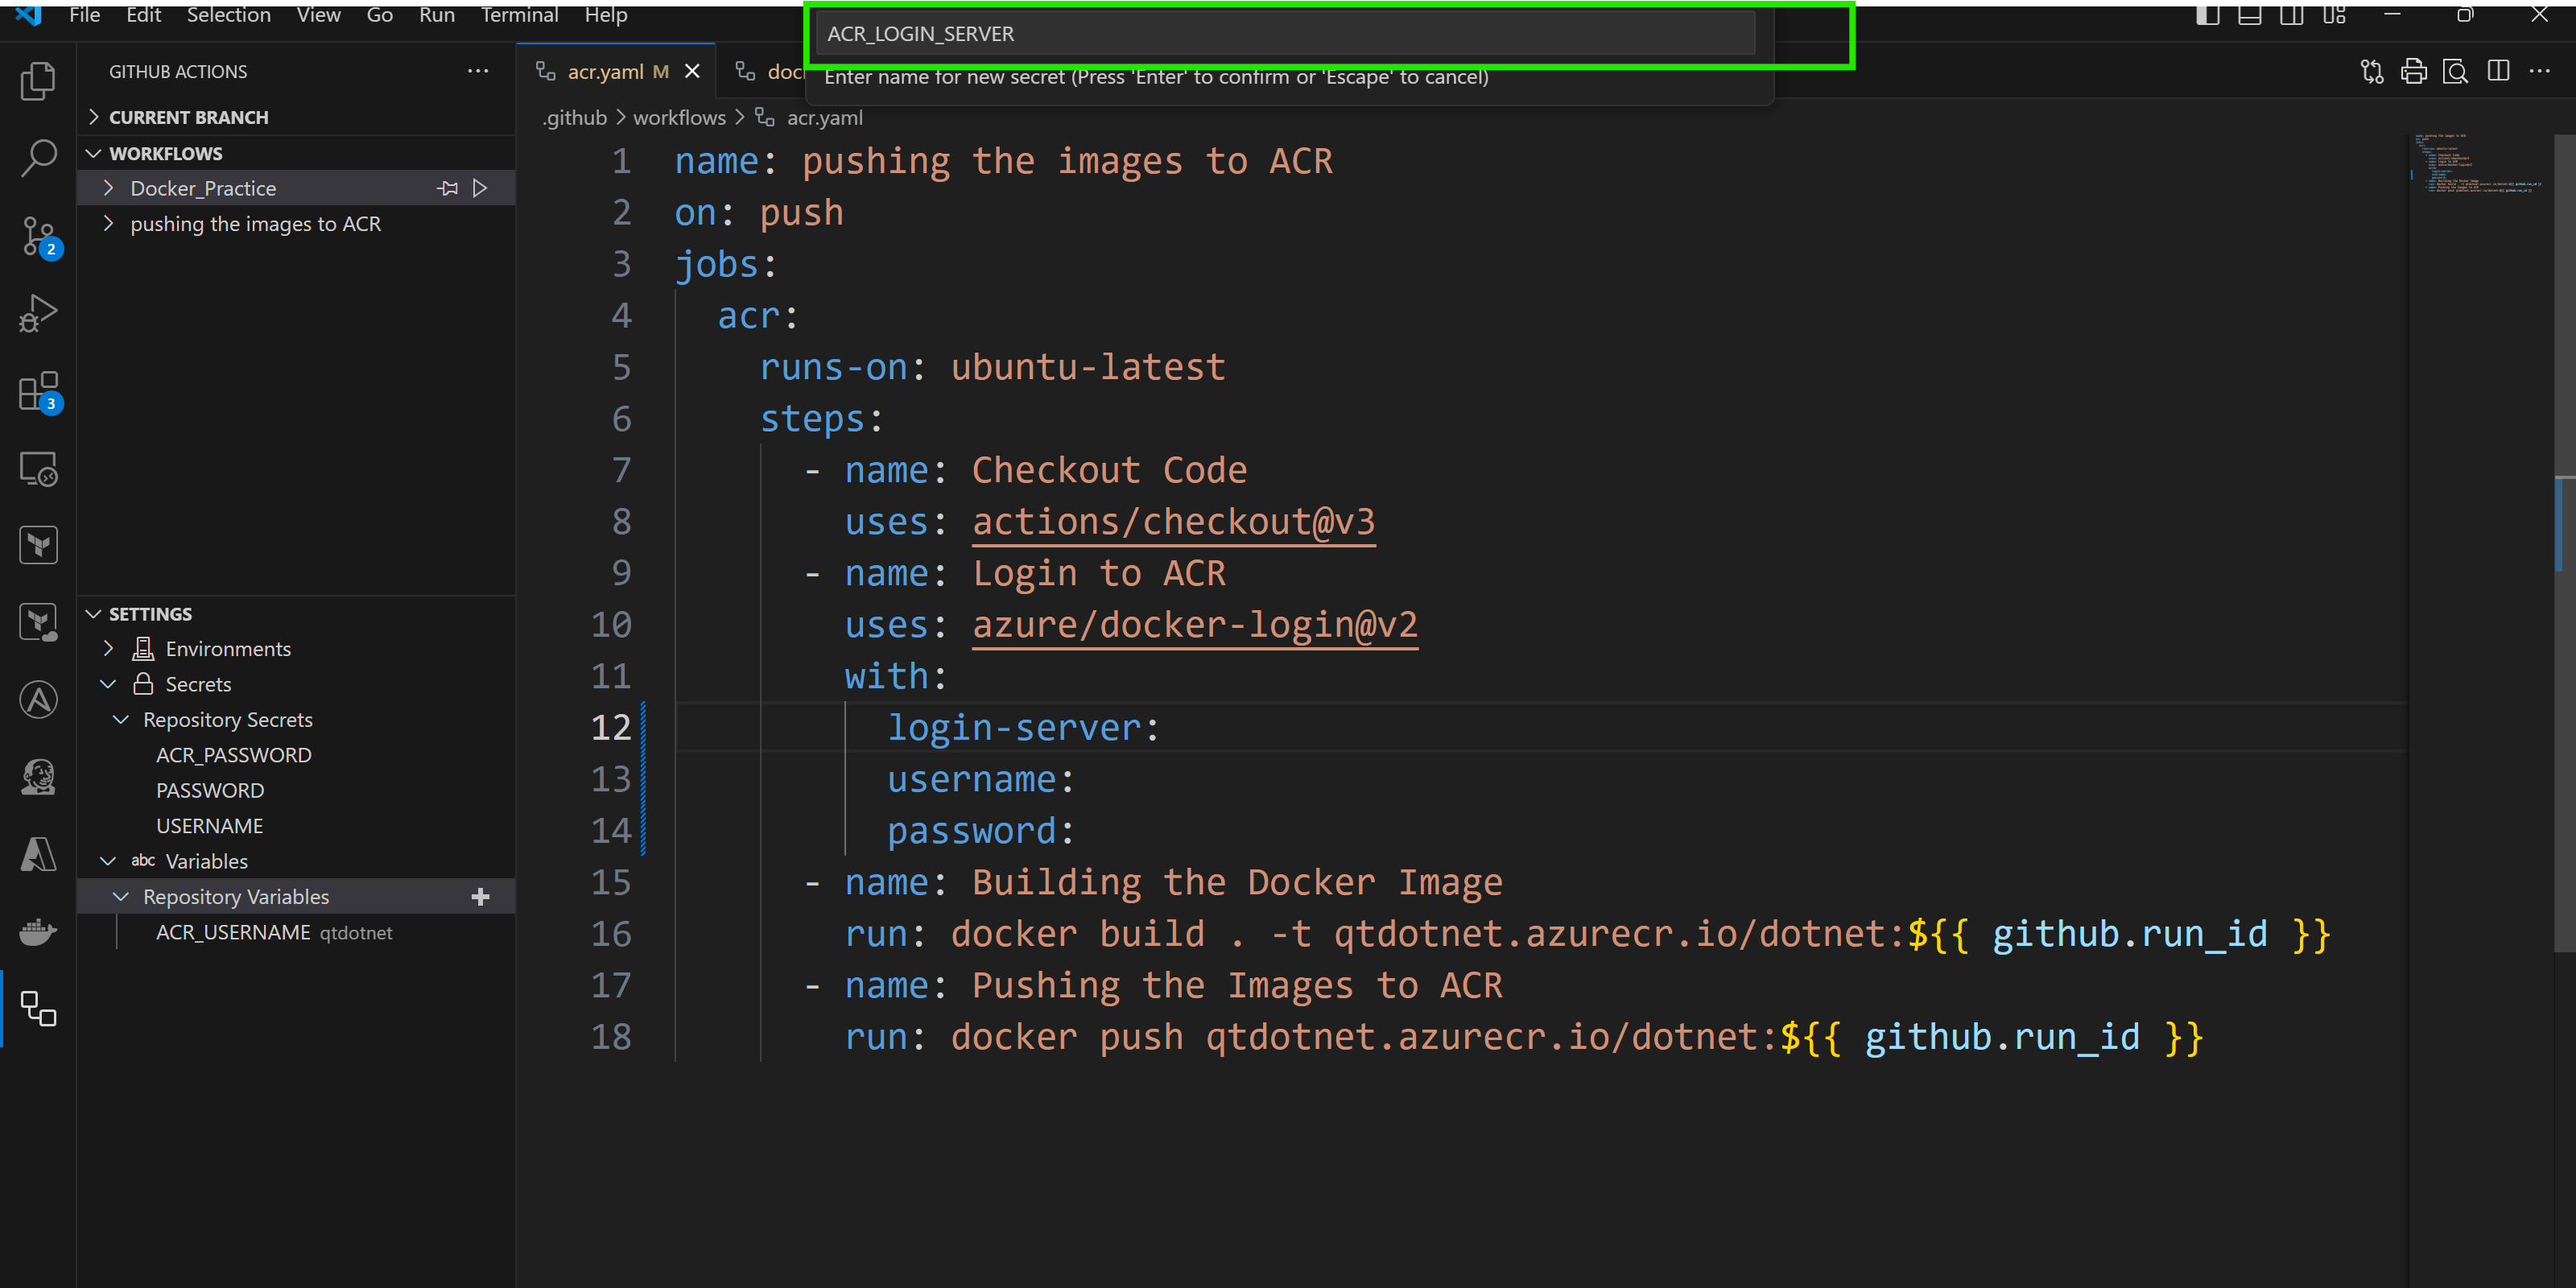 File Edit Selection View Go Run Terminal Help
ACR_LOGIN_SERVER
Enter name for new secret (Press 'Enter' to confirm or 'Escape' to cancel)
GITHUB ACTIONS
CURRENT BRANCH
WORKFLOWS
Docker_Practice
pushing the images to ACR
2
3
SETTINGS
Environments
Secrets
Repository Secrets
ACR_PASSWORD
PASSWORD
USERNAME
abc Variables
Repository Variables
ACR_USERNAME qtdotnet
acr.yaml M
.github > workflows > acr.yaml
1 name: pushing the images to ACR
2 on: push
3 jobs:
4 acr:
5 runs-on: ubuntu-latest
6 steps:
7 - name: Checkout Code
8 uses: actions/checkout@v3
9 - name: Login to ACR
10 uses: azure/docker-login@v2
11 with:
12 login-server:
13 username:
14 password:
15 - name: Building the Docker Image
16 run: docker build . -t qtdotnet.azurecr.io/dotnet:${{ github.run_id }}
17 - name: Pushing the Images to ACR
18 run: docker push qtdotnet.azurecr.io/dotnet:${{ github.run_id }}